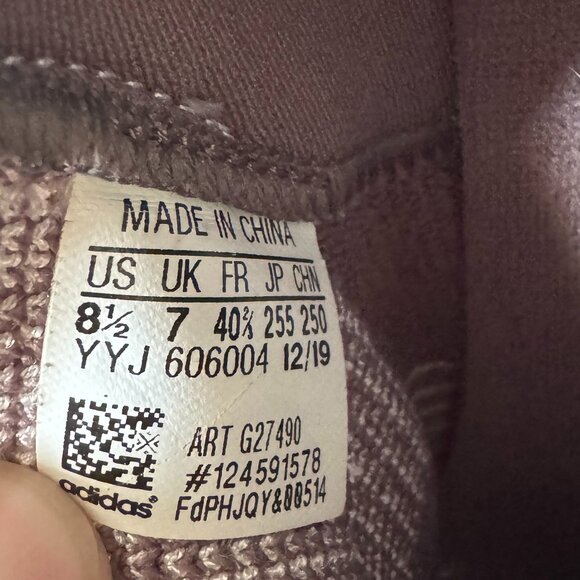 MADE IN CHINA
US UK FR JP CHN
8½ 7 40⅔ 255 250
YYJ 606004 12/19
ART G27490
#124591578
adidas® FdPHJQY&00514